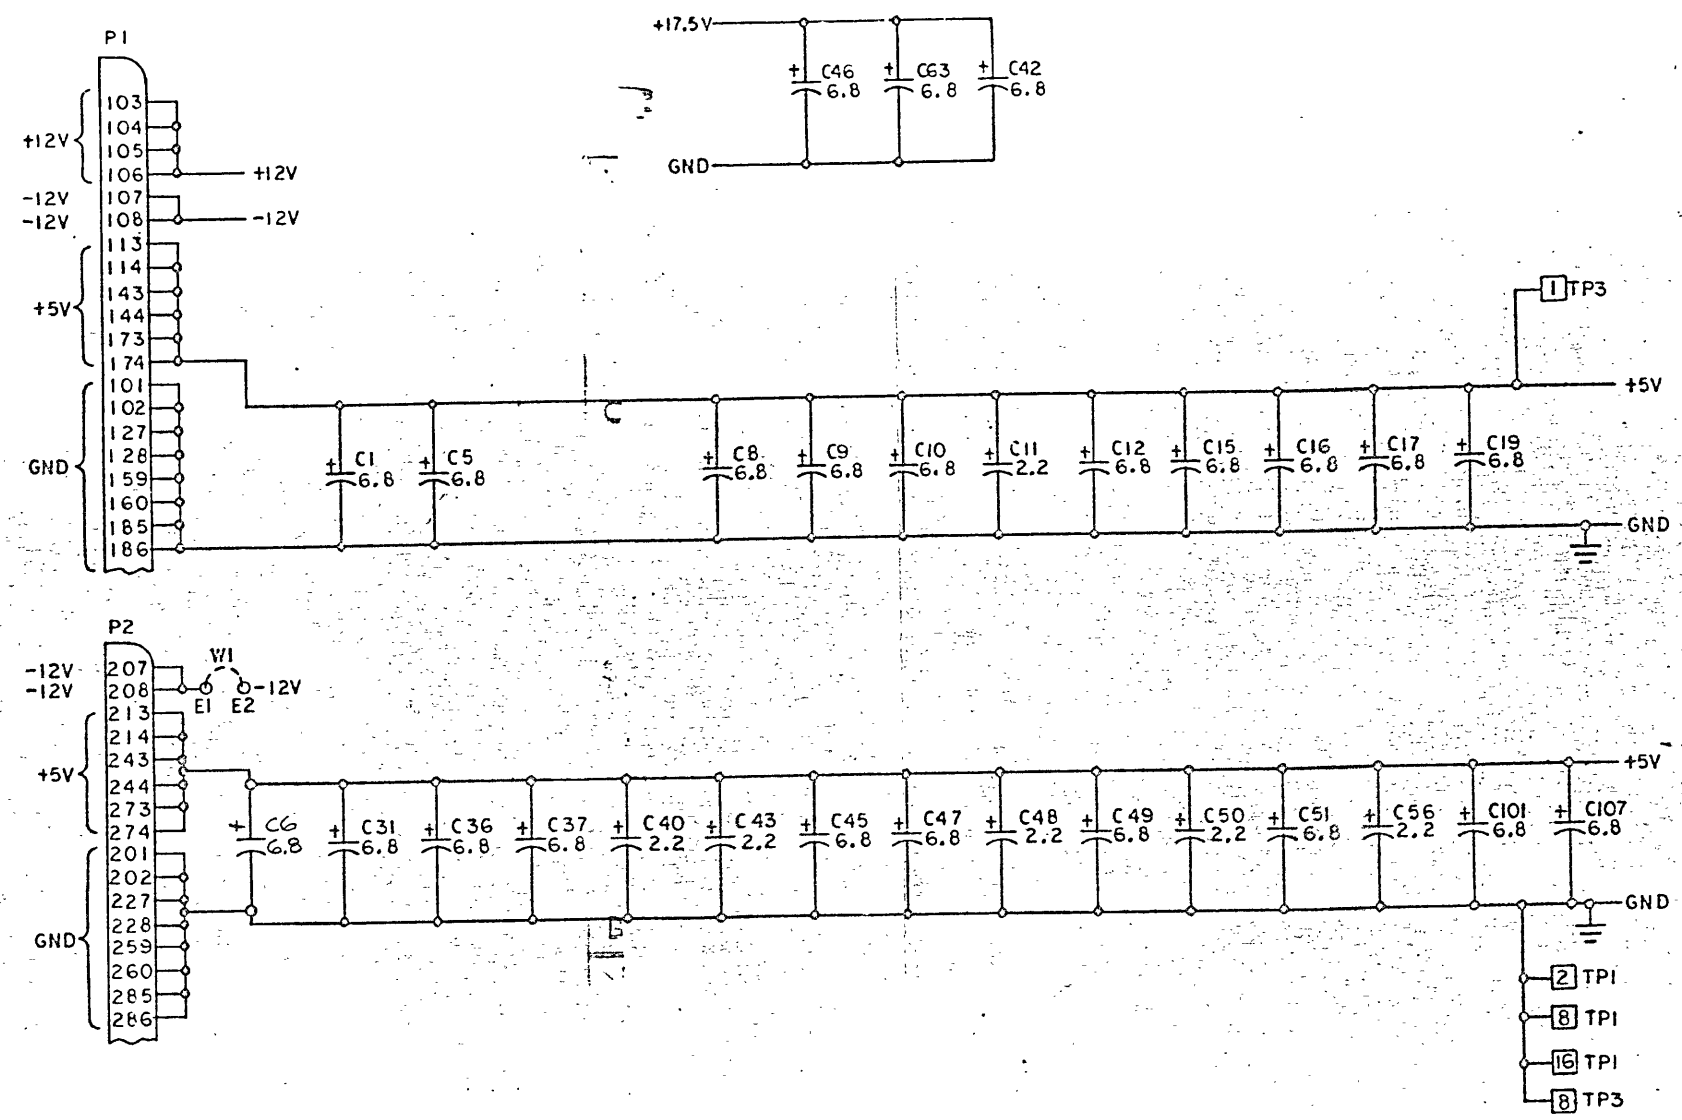 +17.5V
+ C46 6.8
+ C63 6.8
+ C42 6.8
GND
P1
+12V
103
104
105
106 +12V
-12V 107
-12V 108 -12V
+5V
113
114
143
144
173
174
1 TP3
+5V
GND
101
102
127
128
159
160
185
186
+ C1 6.8
+ C5 6.8
+ C8 6.8
+ C9 6.8
+ C10 6.8
+ C11 2.2
+ C12 6.8
+ C15 6.8
+ C16 6.8
+ C17 6.8
+ C19 6.8
GND
P2
W1
-12V 207
-12V 208 -12V
E1 E2
+5V
213
214
243
244
273
274
+5V
GND
201
202
227
228
259
260
285
286
+ C6 6.8
+ C31 6.8
+ C36 6.8
+ C37 6.8
+ C40 2.2
+ C43 2.2
+ C45 6.8
+ C47 6.8
+ C48 2.2
+ C49 6.8
+ C50 2.2
+ C51 6.8
+ C56 2.2
+ C101 6.8
+ C107 6.8
GND
2 TP1
8 TP1
16 TP1
8 TP3